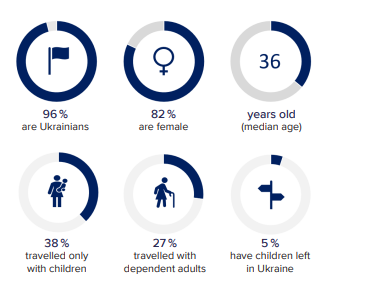 96 %
are Ukrainians
82 %
are female
36
years old
(median age)
38 %
travelled only
with children
27 %
travelled with
dependent adults
5 %
have children left
in Ukraine